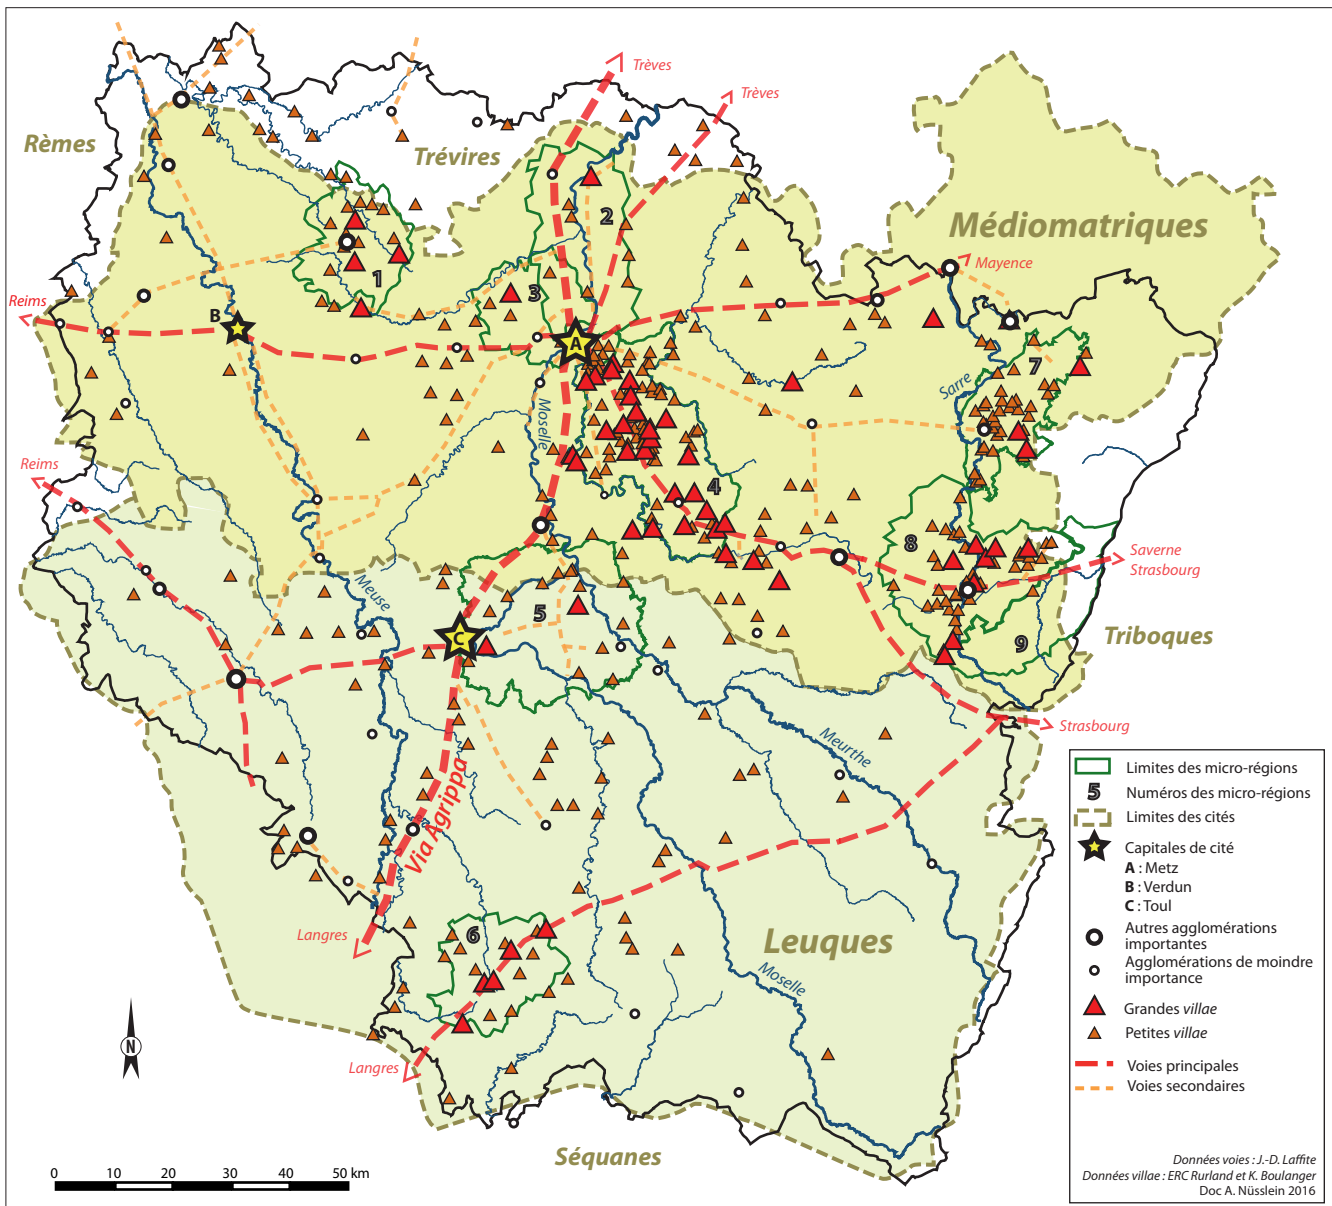 Trèves
Trèves
Rèmes
Trévires
2
Médiomatriques
1
Mayence
Reims
3
B
A
7
Sarre
Moselle
Reims
4
8
Saverne
Strasbourg
Meuse
5
C
9
Triboques
Strasbourg
Meurthe
Via Agrippa
Langres
6
Leuques
Moselle
N
Langres
Séquanes
0 10 20 30 40 50 km
Limites des micro-régions
5 Numéros des micro-régions
Limites des cités
Capitales de cité
A : Metz
B : Verdun
C : Toul
Autres agglomérations
importantes
Agglomérations de moindre
importance
Grandes villae
Petites villae
Voies principales
Voies secondaires
Données voies : J.-D. Laffite
Données villae : ERC Rurland et K. Boulanger
Doc A. Nüsslein 2016